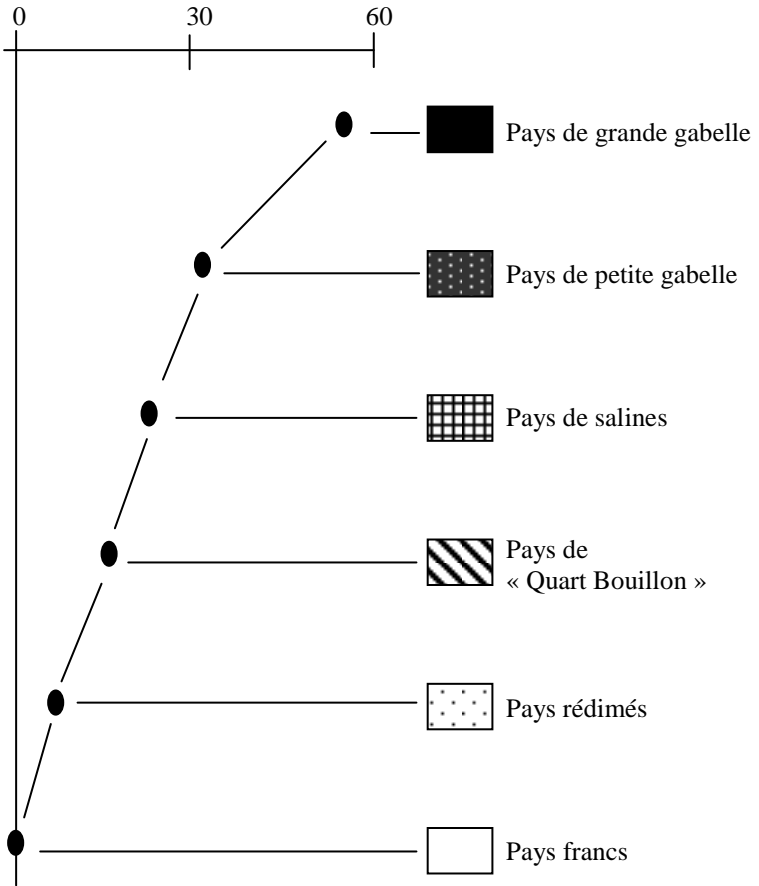 0 30 60
Pays de grande gabelle
Pays de petite gabelle
Pays de salines
Pays de
« Quart Bouillon »
Pays rédimés
Pays francs